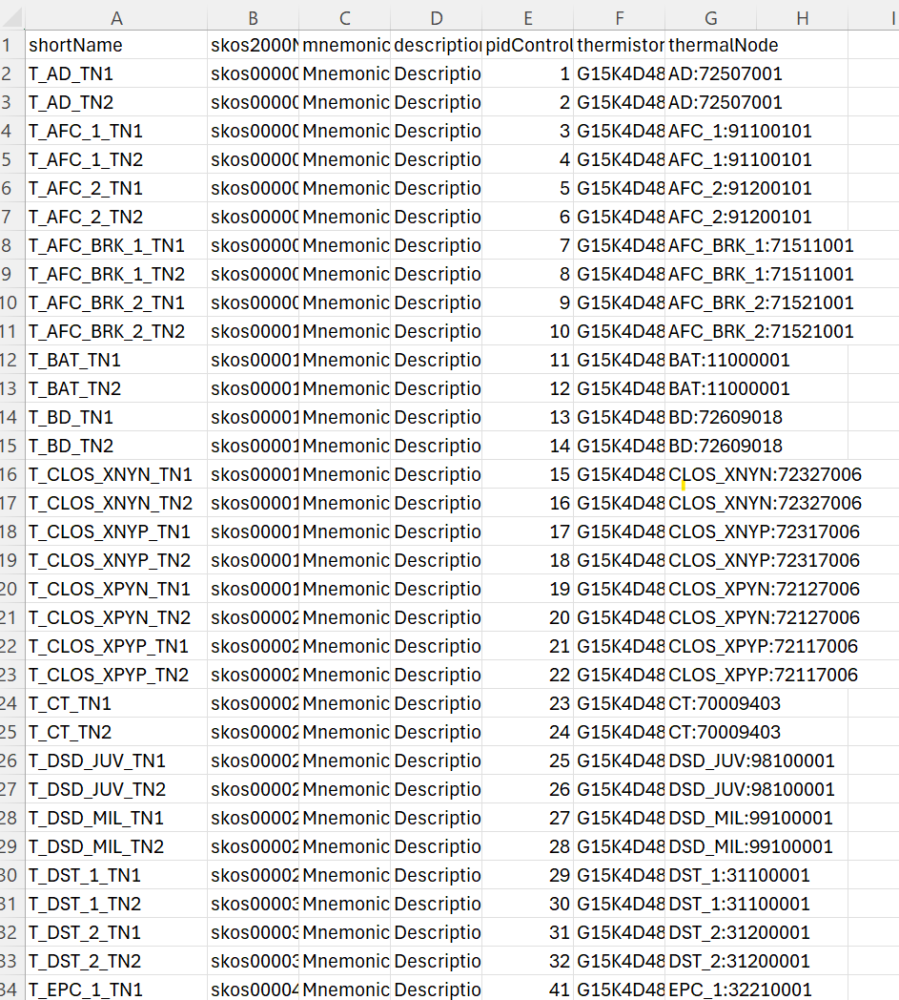 A B C D E F G H I
1 shortName skos2000N mnemonic description pidControl thermistor thermalNode
2 T_AD_TN1 skos00000 Mnemonic Descriptio 1 G15K4D48 AD:72507001
3 T_AD_TN2 skos00000 Mnemonic Descriptio 2 G15K4D48 AD:72507001
4 T_AFC_1_TN1 skos00000 Mnemonic Descriptio 3 G15K4D48 AFC_1:91100101
5 T_AFC_1_TN2 skos00000 Mnemonic Descriptio 4 G15K4D48 AFC_1:91100101
6 T_AFC_2_TN1 skos00000 Mnemonic Descriptio 5 G15K4D48 AFC_2:91200101
7 T_AFC_2_TN2 skos00000 Mnemonic Descriptio 6 G15K4D48 AFC_2:91200101
8 T_AFC_BRK_1_TN1 skos00000 Mnemonic Descriptio 7 G15K4D48 AFC_BRK_1:71511001
9 T_AFC_BRK_1_TN2 skos00000 Mnemonic Descriptio 8 G15K4D48 AFC_BRK_1:71511001
10 T_AFC_BRK_2_TN1 skos00000 Mnemonic Descriptio 9 G15K4D48 AFC_BRK_2:71521001
11 T_AFC_BRK_2_TN2 skos00001 Mnemonic Descriptio 10 G15K4D48 AFC_BRK_2:71521001
12 T_BAT_TN1 skos00001 Mnemonic Descriptio 11 G15K4D48 BAT:11000001
13 T_BAT_TN2 skos00001 Mnemonic Descriptio 12 G15K4D48 BAT:11000001
14 T_BD_TN1 skos00001 Mnemonic Descriptio 13 G15K4D48 BD:72609018
15 T_BD_TN2 skos00001 Mnemonic Descriptio 14 G15K4D48 BD:72609018
16 T_CLOS_XNYN_TN1 skos00001 Mnemonic Descriptio 15 G15K4D48 CLOS_XNYN:72327006
17 T_CLOS_XNYN_TN2 skos00001 Mnemonic Descriptio 16 G15K4D48 CLOS_XNYN:72327006
18 T_CLOS_XNYP_TN1 skos00001 Mnemonic Descriptio 17 G15K4D48 CLOS_XNYP:72317006
19 T_CLOS_XNYP_TN2 skos00001 Mnemonic Descriptio 18 G15K4D48 CLOS_XNYP:72317006
20 T_CLOS_XPYN_TN1 skos00001 Mnemonic Descriptio 19 G15K4D48 CLOS_XPYN:72127006
21 T_CLOS_XPYN_TN2 skos00002 Mnemonic Descriptio 20 G15K4D48 CLOS_XPYN:72127006
22 T_CLOS_XPYP_TN1 skos00002 Mnemonic Descriptio 21 G15K4D48 CLOS_XPYP:72117006
23 T_CLOS_XPYP_TN2 skos00002 Mnemonic Descriptio 22 G15K4D48 CLOS_XPYP:72117006
24 T_CT_TN1 skos00002 Mnemonic Descriptio 23 G15K4D48 CT:70009403
25 T_CT_TN2 skos00002 Mnemonic Descriptio 24 G15K4D48 CT:70009403
26 T_DSD_JUV_TN1 skos00002 Mnemonic Descriptio 25 G15K4D48 DSD_JUV:98100001
27 T_DSD_JUV_TN2 skos00002 Mnemonic Descriptio 26 G15K4D48 DSD_JUV:98100001
28 T_DSD_MIL_TN1 skos00002 Mnemonic Descriptio 27 G15K4D48 DSD_MIL:99100001
29 T_DSD_MIL_TN2 skos00002 Mnemonic Descriptio 28 G15K4D48 DSD_MIL:99100001
30 T_DST_1_TN1 skos00002 Mnemonic Descriptio 29 G15K4D48 DST_1:31100001
31 T_DST_1_TN2 skos00003 Mnemonic Descriptio 30 G15K4D48 DST_1:31100001
32 T_DST_2_TN1 skos00003 Mnemonic Descriptio 31 G15K4D48 DST_2:31200001
33 T_DST_2_TN2 skos00003 Mnemonic Descriptio 32 G15K4D48 DST_2:31200001
34 T_EPC_1_TN1 skos00004 Mnemonic Descriptio 41 G15K4D48 EPC_1:32210001